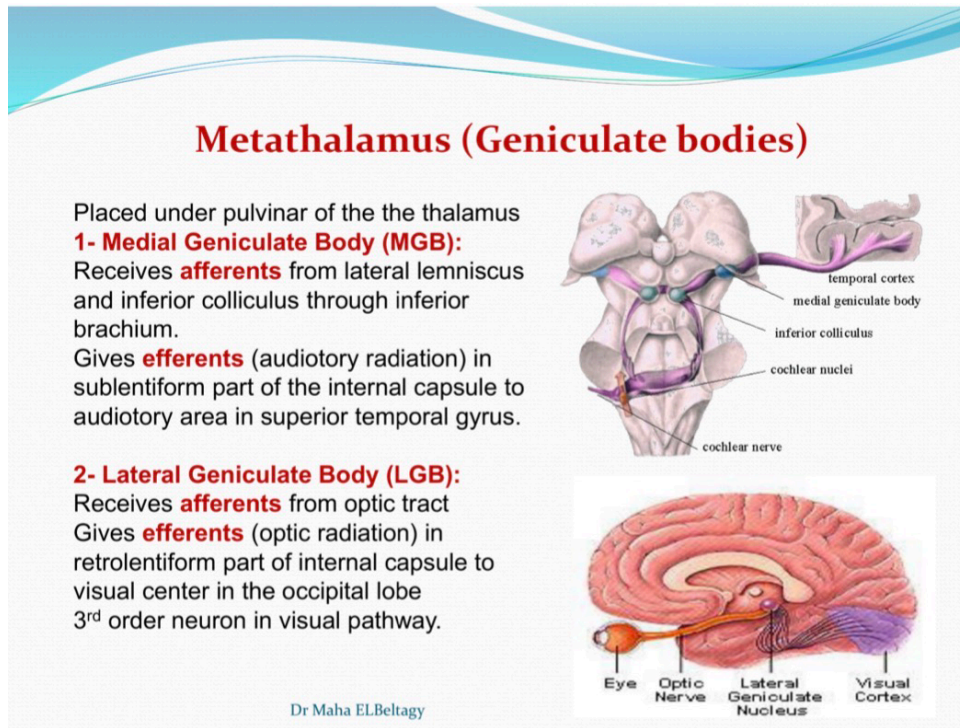 Metathalamus (Geniculate bodies)
Placed under pulvinar of the the thalamus
1- Medial Geniculate Body (MGB):
Receives afferents from lateral lemniscus
and inferior colliculus through inferior
brachium.
Gives efferents (audiotory radiation) in
sublentiform part of the internal capsule to
audiotory area in superior temporal gyrus.
2- Lateral Geniculate Body (LGB):
Receives afferents from optic tract
Gives efferents (optic radiation) in
retrolentiform part of internal capsule to
visual center in the occipital lobe
3rd order neuron in visual pathway.
temporal cortex
medial geniculate body
inferior colliculus
cochlear nuclei
cochlear nerve
Eye
Optic
Nerve
Lateral
Geniculate
Nucleus
Visual
Cortex
Dr Maha ELBeltagy